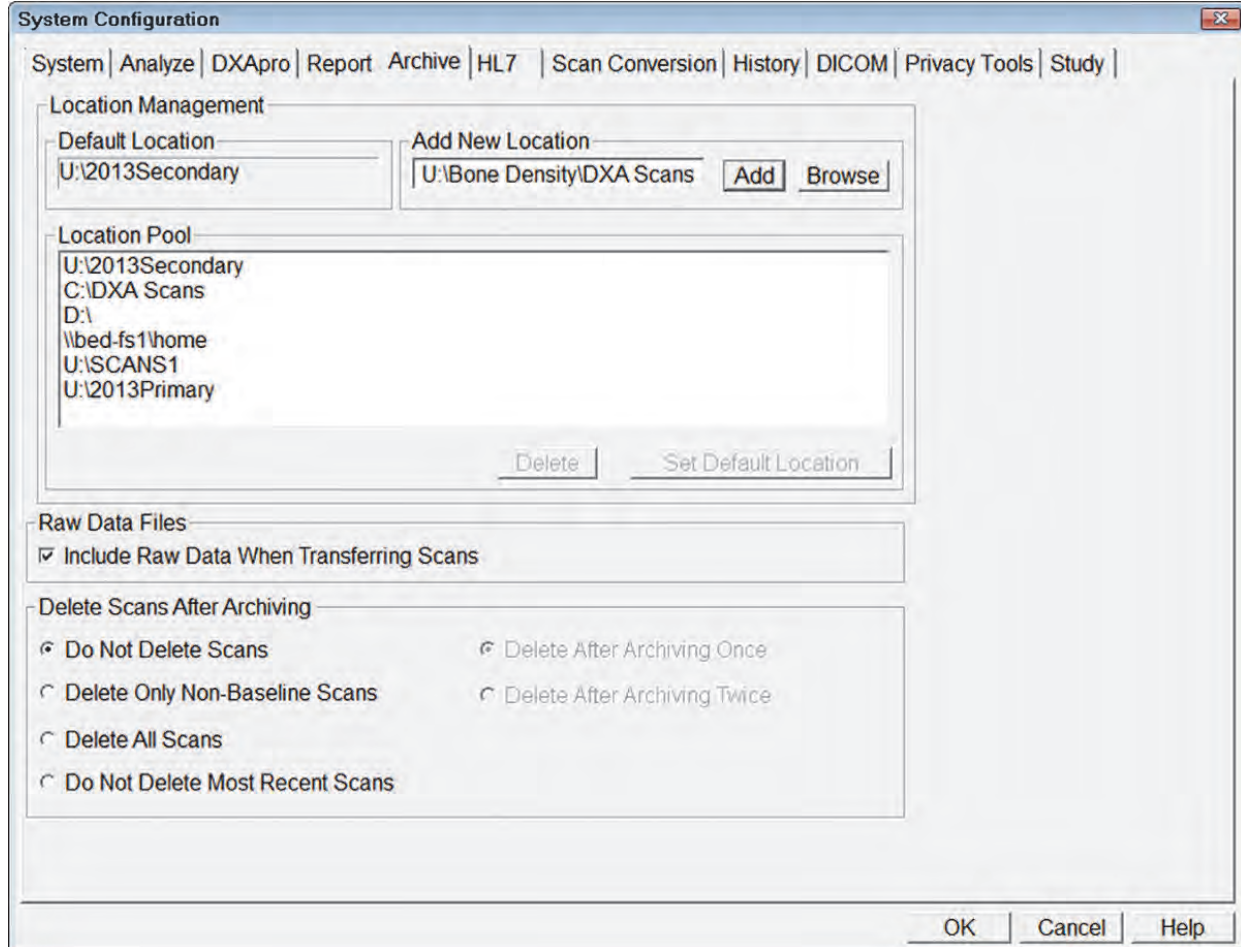 System Configuration
System | Analyze | DXApro | Report Archive | HL7 | Scan Conversion | History | DICOM | Privacy Tools | Study |
Location Management
Default Location
U:\2013Secondary
Add New Location
U:\Bone Density\DXA Scans Add Browse
Location Pool
U:\2013Secondary
C:\DXA Scans
D:\
\\bed-fs1\home
U:\SCANS1
U:\2013Primary
Delete Set Default Location
Raw Data Files
Include Raw Data When Transferring Scans
Delete Scans After Archiving
Do Not Delete Scans Delete After Archiving Once
Delete Only Non-Baseline Scans Delete After Archiving Twice
Delete All Scans
Do Not Delete Most Recent Scans
OK Cancel Help